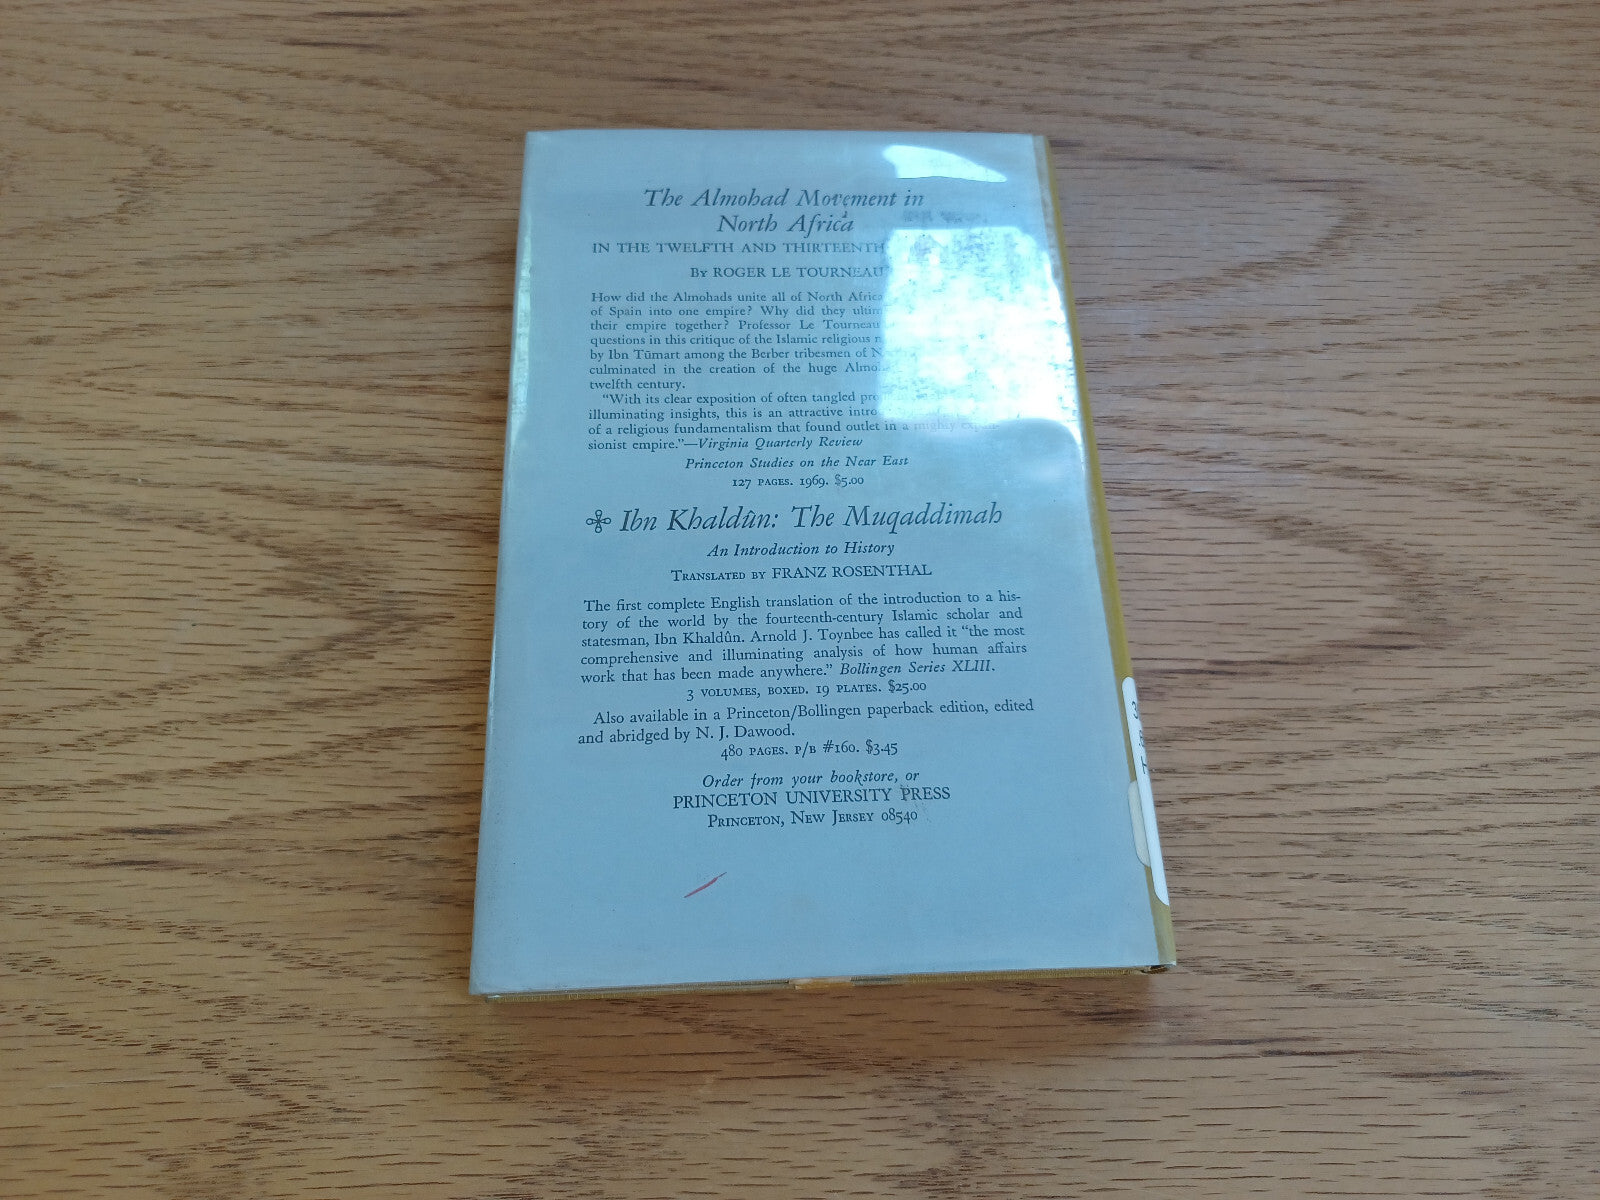 The Almohad Movement in
North Africa
IN THE TWELFTH AND THIRTEENTH
By ROGER LE TOURNEAU
How did the Almohads unite all of North Africa
of Spain into one empire? Why did they
their empire together? Professor Le Tourneau
questions in this critique of the Islamic religious
by Ibn Tūmart among the Berber tribesmen of
culminated in the creation of the huge
twelfth century.
“With its clear exposition of often tangled
illuminating insights, this is an attractive
of a religious fundamentalism that found outlet in a mighty expan-
sionist empire.”—Virginia Quarterly Review
Princeton Studies on the Near East
127 PAGES. 1969. $5.00
Ibn Khaldûn: The Muqaddimah
An Introduction to History
Translated by FRANZ ROSENTHAL
The first complete English translation of the introduction to a his-
tory of the world by the fourteenth-century Islamic scholar and
statesman, Ibn Khaldûn. Arnold J. Toynbee has called it “the most
comprehensive and illuminating analysis of how human affairs
work that has been made anywhere.” Bollingen Series XLIII.
3 VOLUMES, BOXED. 19 PLATES. $25.00
Also available in a Princeton/Bollingen paperback edition, edited
and abridged by N. J. Dawood.
480 PAGES. P/B #160. $3.45
Order from your bookstore, or
PRINCETON UNIVERSITY PRESS
Princeton, New Jersey 08540